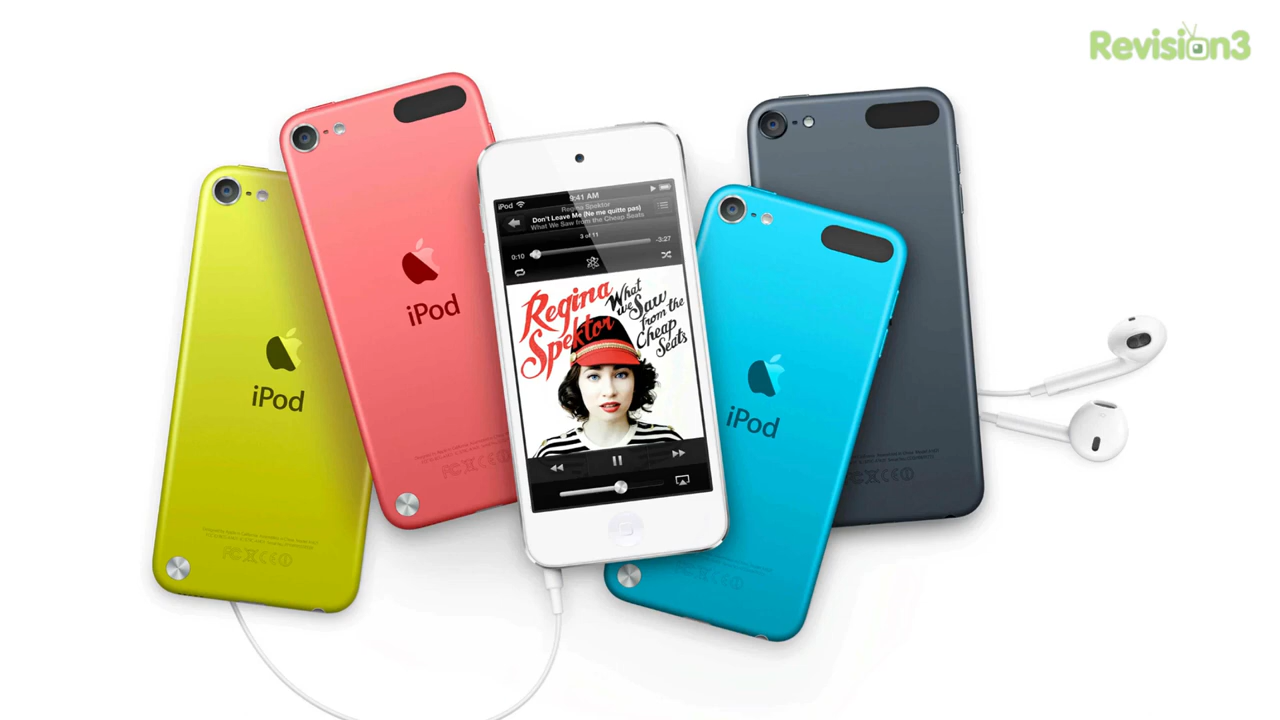 Revision3
iPod
9:41 AM
Regina Spektor
Don't Leave Me (Ne me quitte pas)
What We Saw from the Cheap Seats
3 of 11
0:10
-3:27
Regina
Spektor
What
we Saw
from the
Cheap
Seats
iPod
iPod
iPod